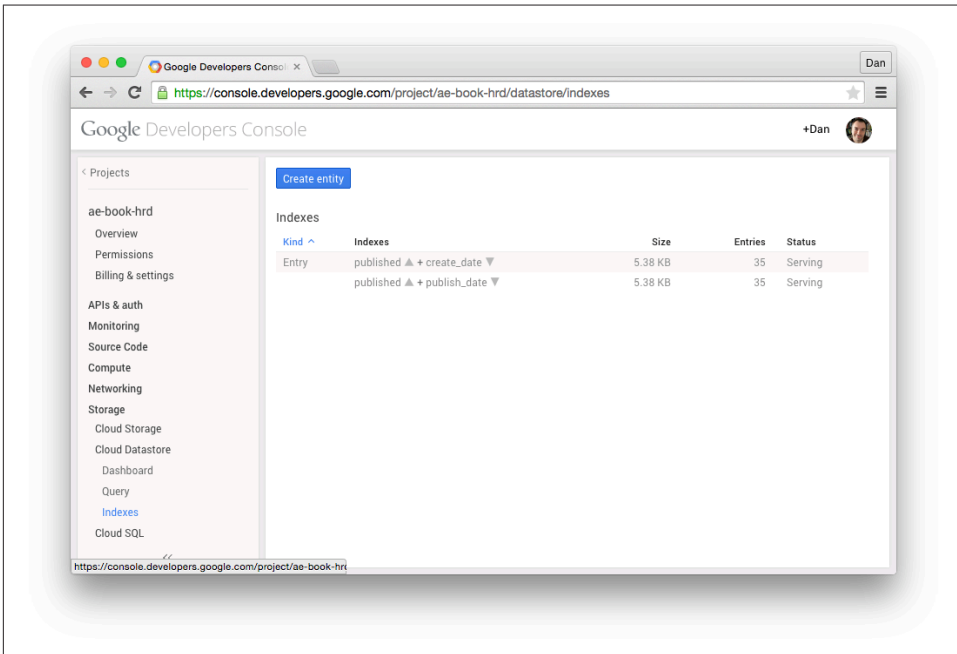 Google Developers Consol ×
Dan
https://console.developers.google.com/project/ae-book-hrd/datastore/indexes
Google Developers Console
+Dan
< Projects
ae-book-hrd
Overview
Permissions
Billing & settings
APIs & auth
Monitoring
Source Code
Compute
Networking
Storage
Cloud Storage
Cloud Datastore
Dashboard
Query
Indexes
Cloud SQL
Create entity
Indexes
Kind Indexes Size Entries Status
Entry published ▲ + create_date ▼ 5.38 KB 35 Serving
published ▲ + publish_date ▼ 5.38 KB 35 Serving
https://console.developers.google.com/project/ae-book-hr